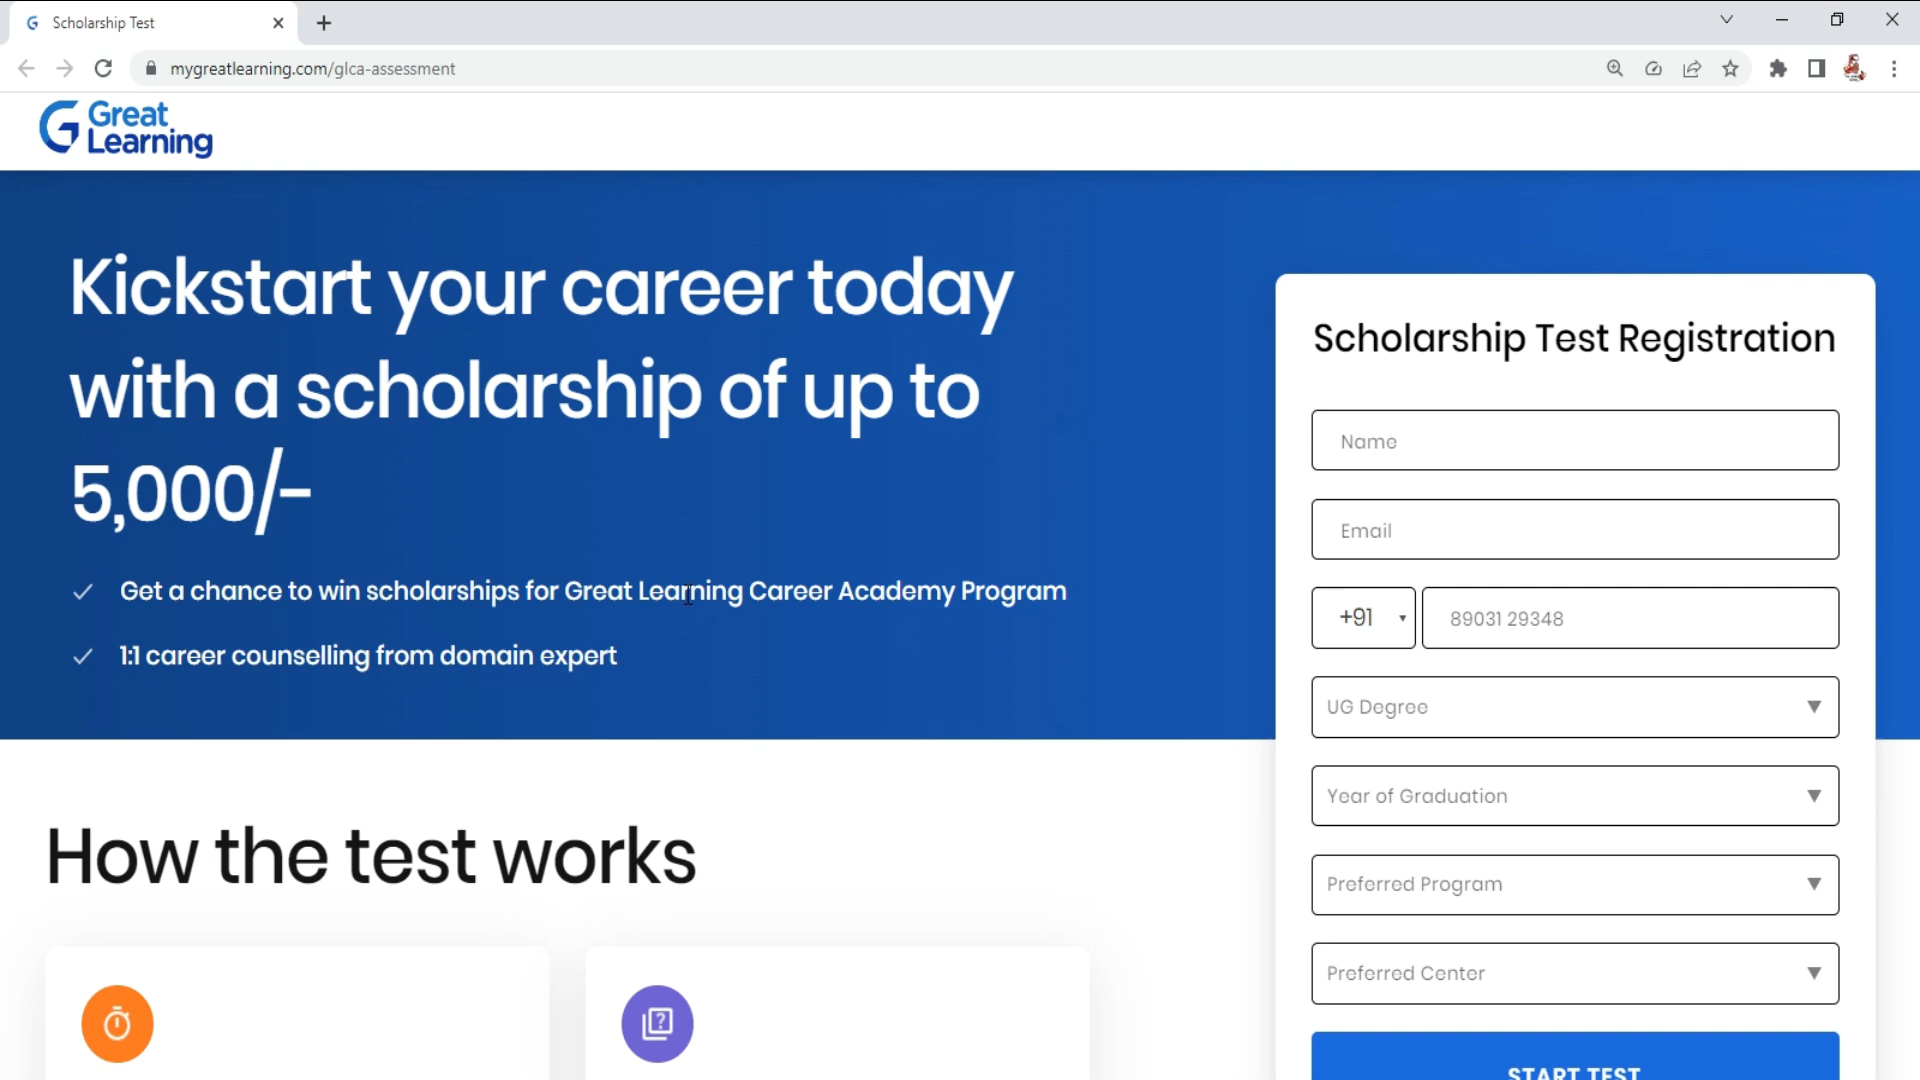 Scholarship Test
mygreatlearning.com/glca-assessment
Great
Learning
Kickstart your career today
with a scholarship of up to
5,000/-
Get a chance to win scholarships for Great Learning Career Academy Program
1:1 career counselling from domain expert
How the test works
Scholarship Test Registration
Name
Email
+91
89031 29348
UG Degree
Year of Graduation
Preferred Program
Preferred Center
START TEST